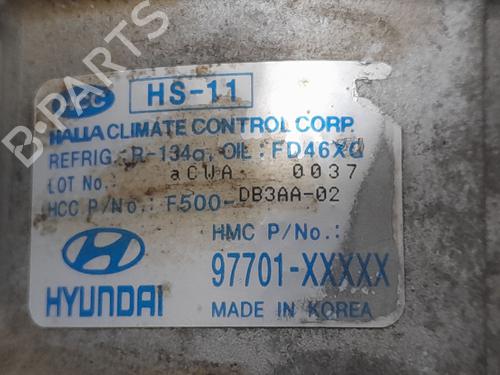 HCC HS-11
HALLA CLIMATE CONTROL CORP.
REFRIG.: R-134a, OIL : FD46XG
LOT No. aCWA 0037
HCC P/No.: F500-DB3AA-02
HMC P/No.:
97701-XXXXX
HYUNDAI MADE IN KOREA
B-PARTS